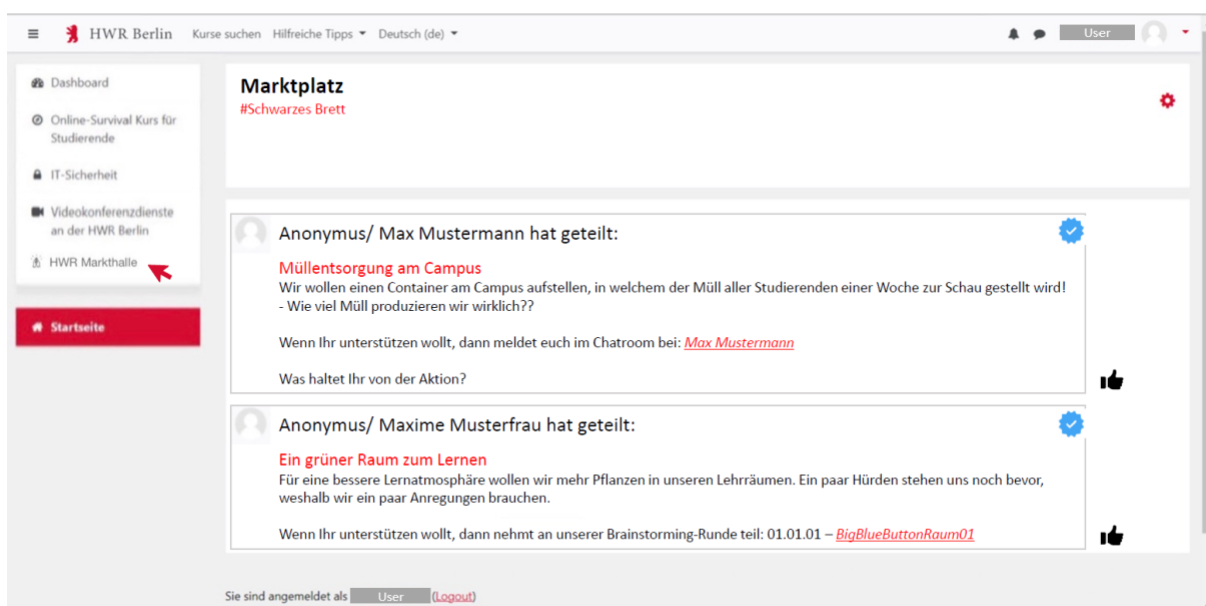 HWR Berlin Kurse suchen Hilfreiche Tipps Deutsch (de) User
Dashboard
Online-Survival Kurs für
Studierende
IT-Sicherheit
Videokonferenzdienste
an der HWR Berlin
HWR Markthalle
Startseite
Marktplatz
#Schwarzes Brett
Anonymus/ Max Mustermann hat geteilt:
Müllentsorgung am Campus
Wir wollen einen Container am Campus aufstellen, in welchem der Müll aller Studierenden einer Woche zur Schau gestellt wird!
- Wie viel Müll produzieren wir wirklich??
Wenn Ihr unterstützen wollt, dann meldet euch im Chatroom bei: Max Mustermann
Was haltet Ihr von der Aktion?
Anonymus/ Maxime Musterfrau hat geteilt:
Ein grüner Raum zum Lernen
Für eine bessere Lernatmosphäre wollen wir mehr Pflanzen in unseren Lehrräumen. Ein paar Hürden stehen uns noch bevor,
weshalb wir ein paar Anregungen brauchen.
Wenn Ihr unterstützen wollt, dann nehmt an unserer Brainstorming-Runde teil: 01.01.01 – BigBlueButtonRaum01
Sie sind angemeldet als User (Logout)